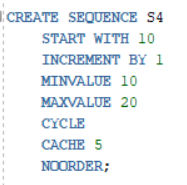 CREATE SEQUENCE S4
START WITH 10
INCREMENT BY 1
MINVALUE 10
MAXVALUE 20
CYCLE
CACHE 5
NOORDER;